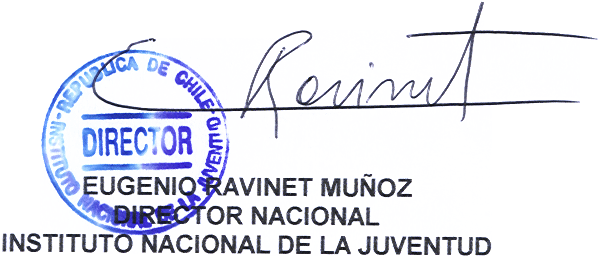 E Ravinet
REPUBLICA DE CHILE
INSTITUTO NACIONAL DE LA JUVENTUD
DIRECTOR
EUGENIO RAVINET MUÑOZ
DIRECTOR NACIONAL
INSTITUTO NACIONAL DE LA JUVENTUD